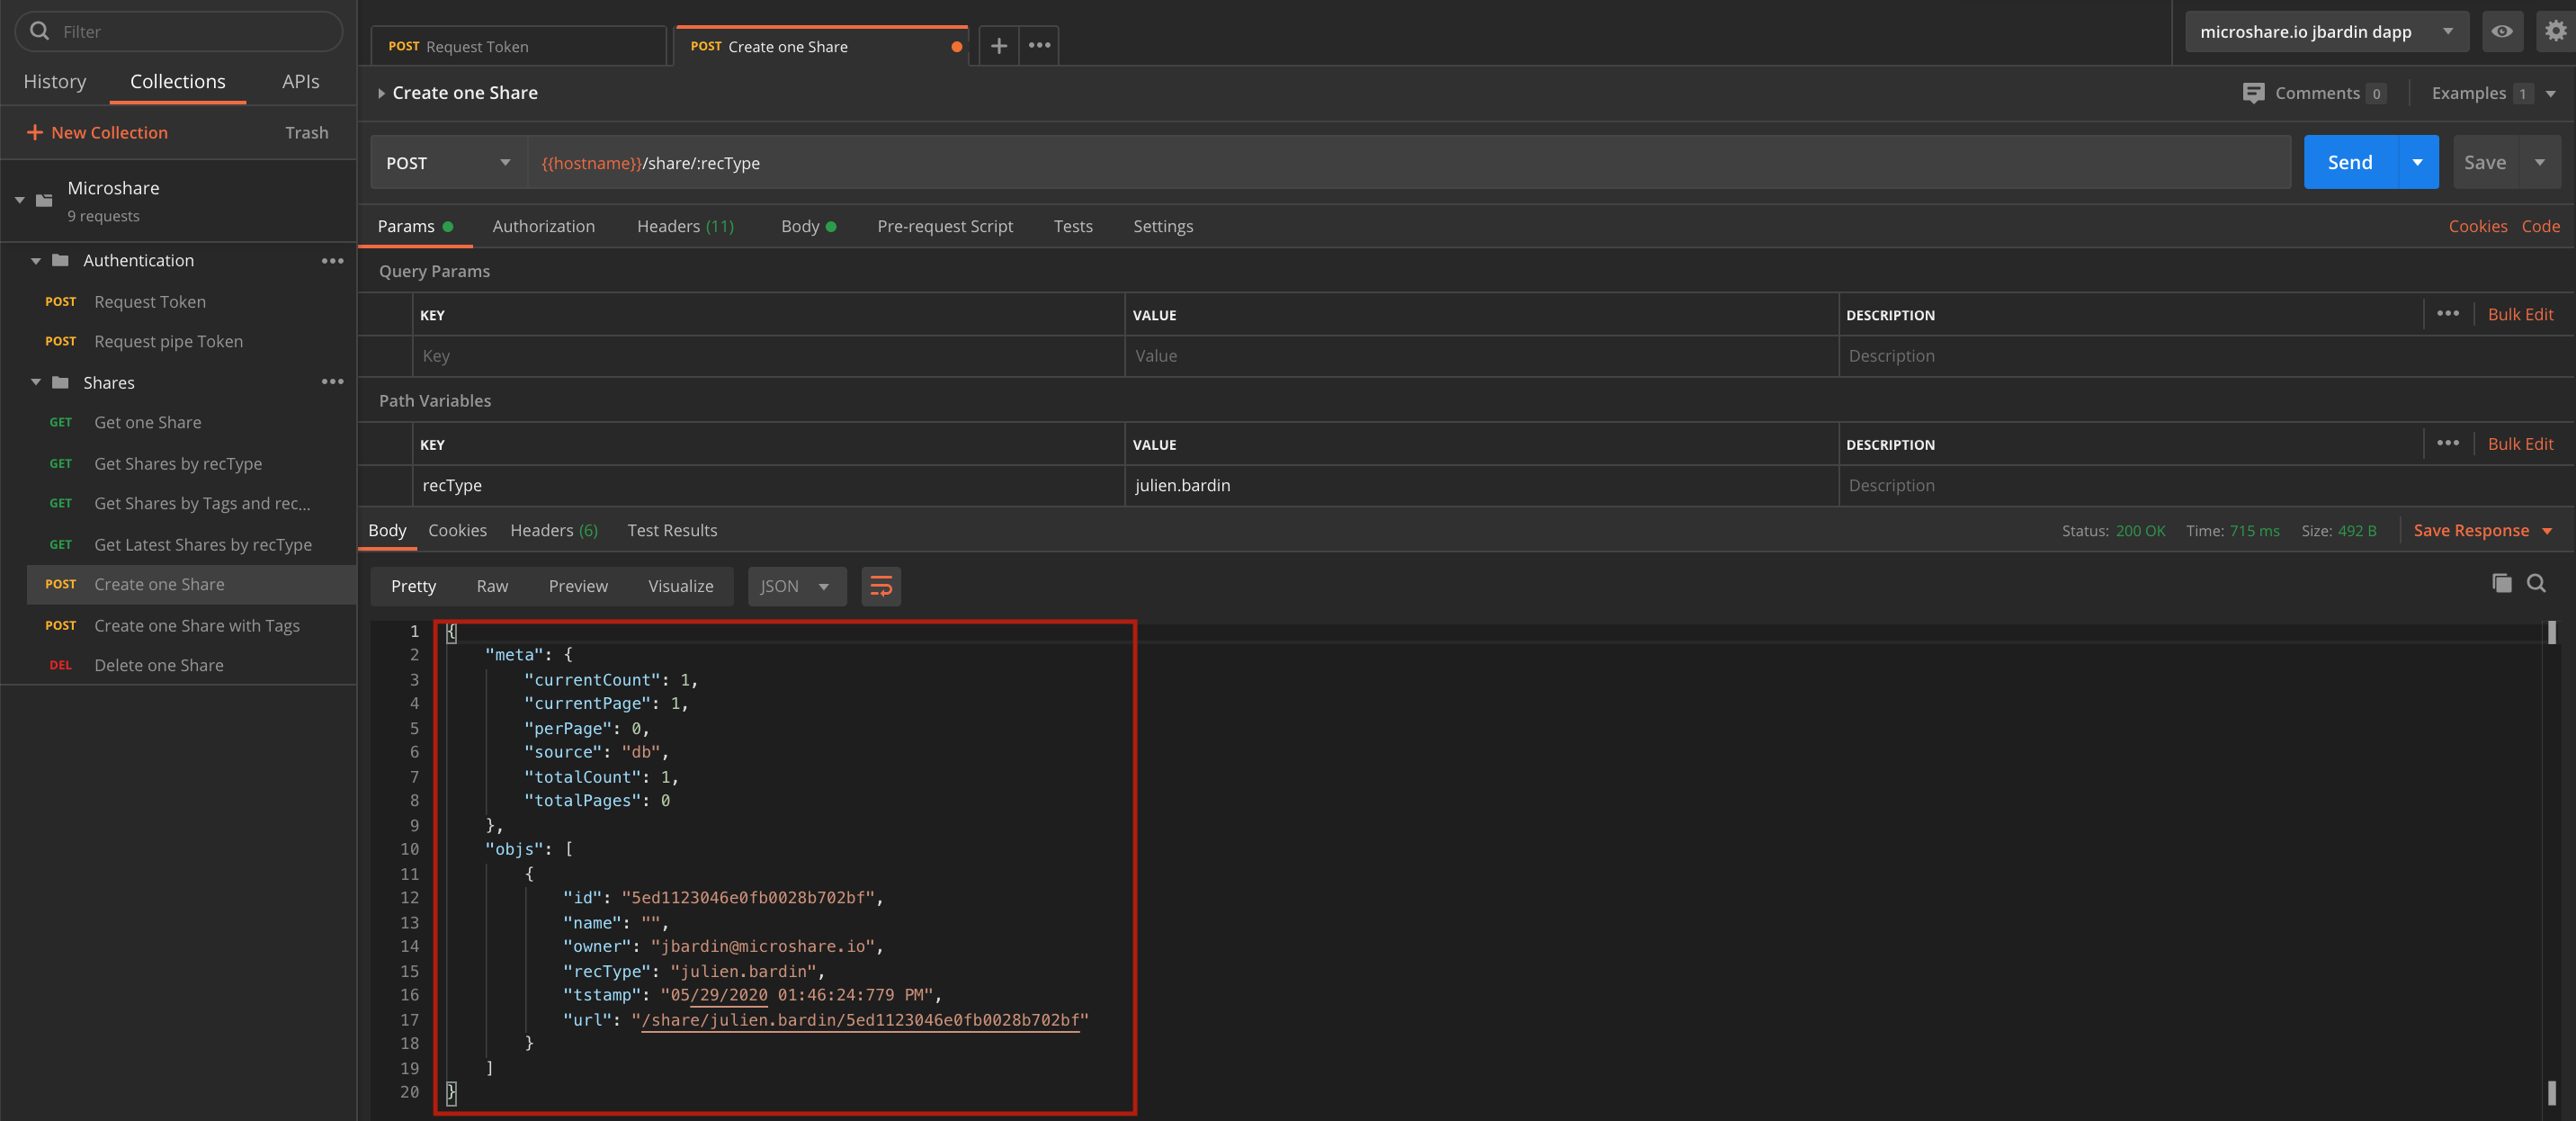 Filter
History Collections APIs
+ New Collection Trash
Microshare
9 requests
Authentication
POST Request Token
POST Request pipe Token
Shares
GET Get one Share
GET Get Shares by recType
GET Get Shares by Tags and rec...
GET Get Latest Shares by recType
POST Create one Share
POST Create one Share with Tags
DEL Delete one Share
POST Request Token POST Create one Share + •••
microshare.io jbardin dapp
Create one Share
Comments 0 Examples 1
POST {{hostname}}/share/:recType Send Save
Params Authorization Headers (11) Body Pre-request Script Tests Settings Cookies Code
Query Params
KEY VALUE DESCRIPTION ••• Bulk Edit
Key Value Description
Path Variables
KEY VALUE DESCRIPTION ••• Bulk Edit
recType julien.bardin Description
Body Cookies Headers (6) Test Results Status: 200 OK Time: 715 ms Size: 492 B Save Response
Pretty Raw Preview Visualize JSON
1 {
2 "meta": {
3 "currentCount": 1,
4 "currentPage": 1,
5 "perPage": 0,
6 "source": "db",
7 "totalCount": 1,
8 "totalPages": 0
9 },
10 "objs": [
11 {
12 "id": "5ed1123046e0fb0028b702bf",
13 "name": "",
14 "owner": "jbardin@microshare.io",
15 "recType": "julien.bardin",
16 "tstamp": "05/29/2020 01:46:24:779 PM",
17 "url": "/share/julien.bardin/5ed1123046e0fb0028b702bf"
18 }
19 ]
20 }